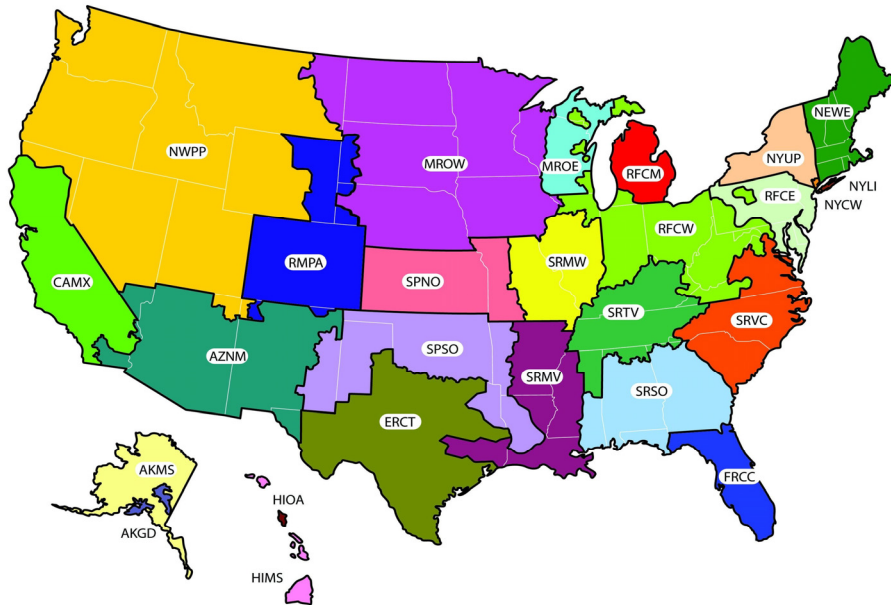 NEWE
NWPP
MROW
MROE
NYUP
RFCM
NYLI
RFCE
NYCW
RFCW
RMPA
SRMW
CAMX
SPNO
SRTV
SRVC
SPSO
AZNM
SRMV
SRSO
ERCT
AKMS
FRCC
HIOA
AKGD
HIMS